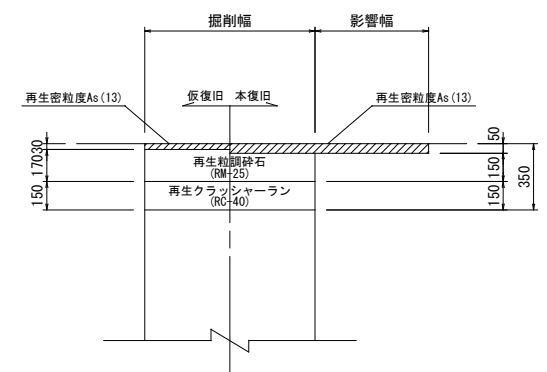 掘削幅
影響幅
仮復旧 本復旧
再生密粒度As(13)
再生密粒度As(13)
30
170
150
再生粒調砕石
(RM-25)
再生クラッシャーラン
(RC-40)
50
150
150
350